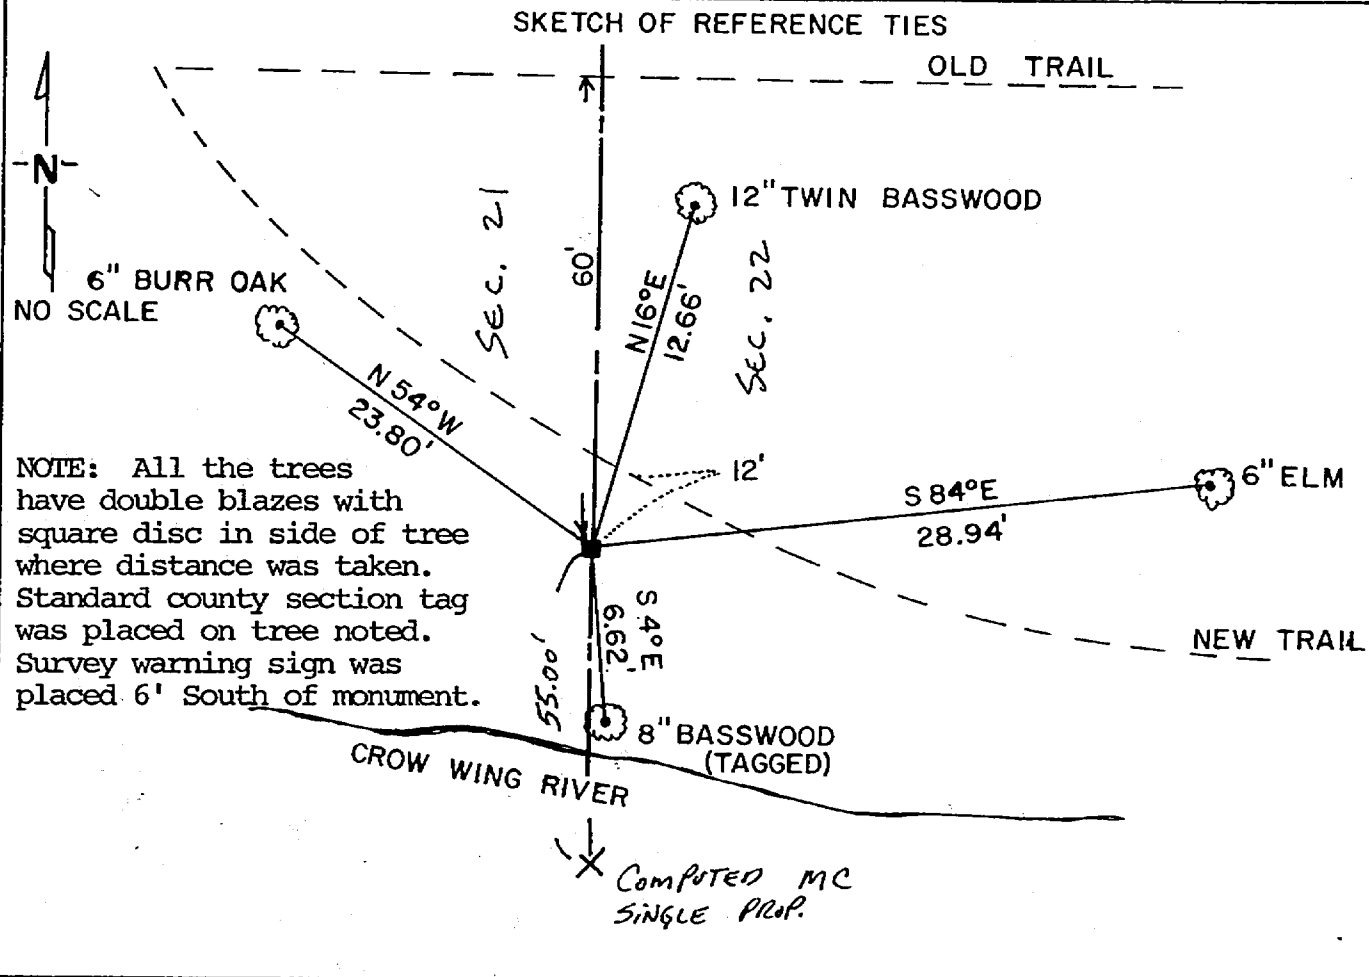 SKETCH OF REFERENCE TIES
OLD TRAIL
N
12" TWIN BASSWOOD
SEC. 21
60'
SEC. 22
6" BURR OAK
NO SCALE
N16°E
12.66'
N 54°W
23.80'
12'
6" ELM
S 84°E
28.94'
NOTE: All the trees
have double blazes with
square disc in side of tree
where distance was taken.
Standard county section tag
was placed on tree noted.
Survey warning sign was
placed 6' South of monument.
S 4°E
6.62'
55.00'
NEW TRAIL
8" BASSWOOD
(TAGGED)
CROW WING RIVER
COMPUTED MC
SINGLE PROP.